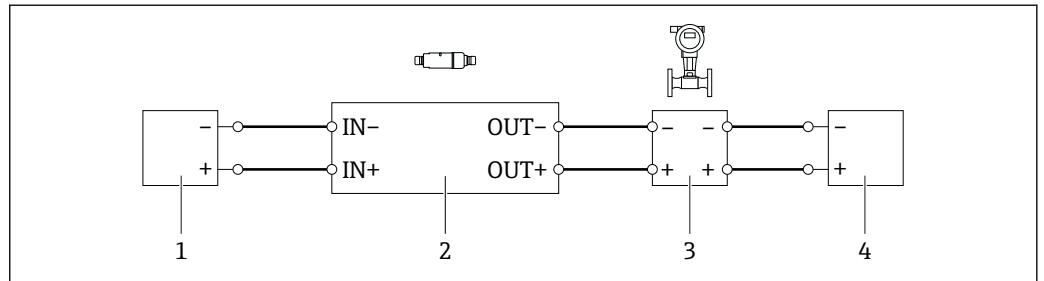 − IN− OUT− − − −
+ IN+ OUT+ + + +
1 2 3 4